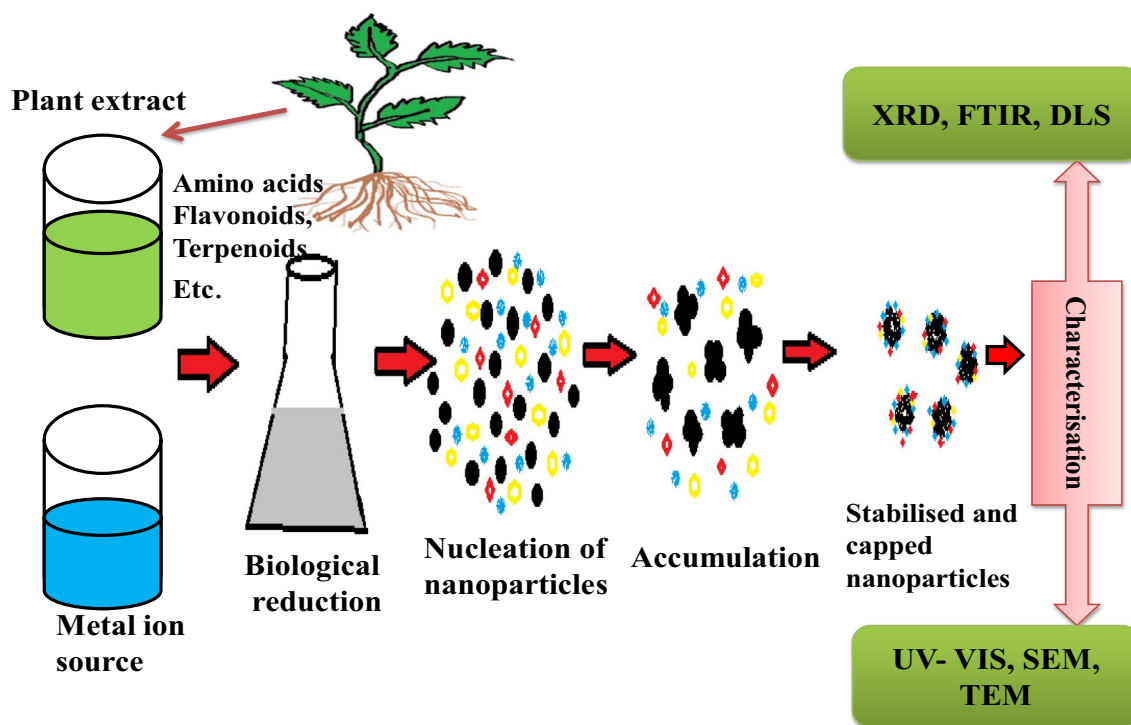 Plant extract
Amino acids
Flavonoids,
Terpenoids
Etc.
Metal ion
source
Biological
reduction
Nucleation of
nanoparticles
Accumulation
Stabilised and
capped
nanoparticles
Characterisation
XRD, FTIR, DLS
UV- VIS, SEM,
TEM